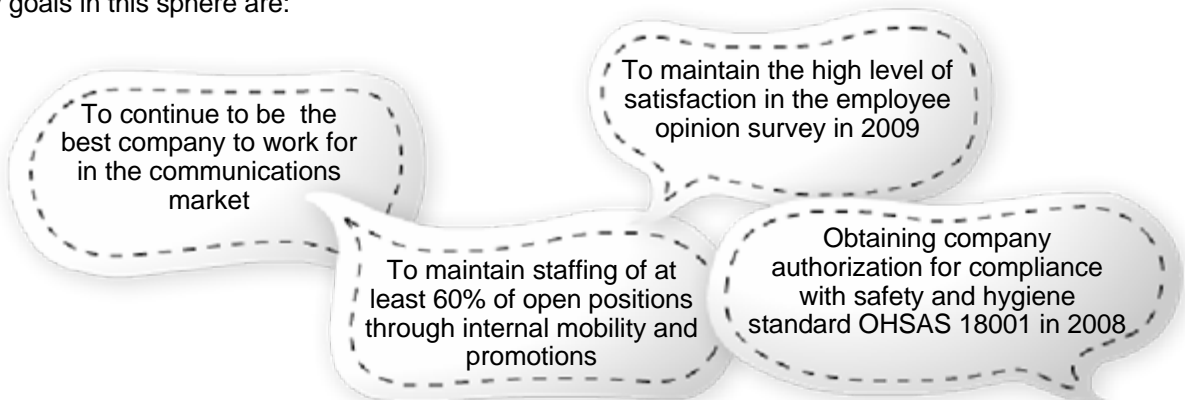 goals in this sphere are:
To continue to be the
best company to work for
in the communications
market
To maintain the high level of
satisfaction in the employee
opinion survey in 2009
To maintain staffing of at
least 60% of open positions
through internal mobility and
promotions
Obtaining company
authorization for compliance
with safety and hygiene
standard OHSAS 18001 in 2008